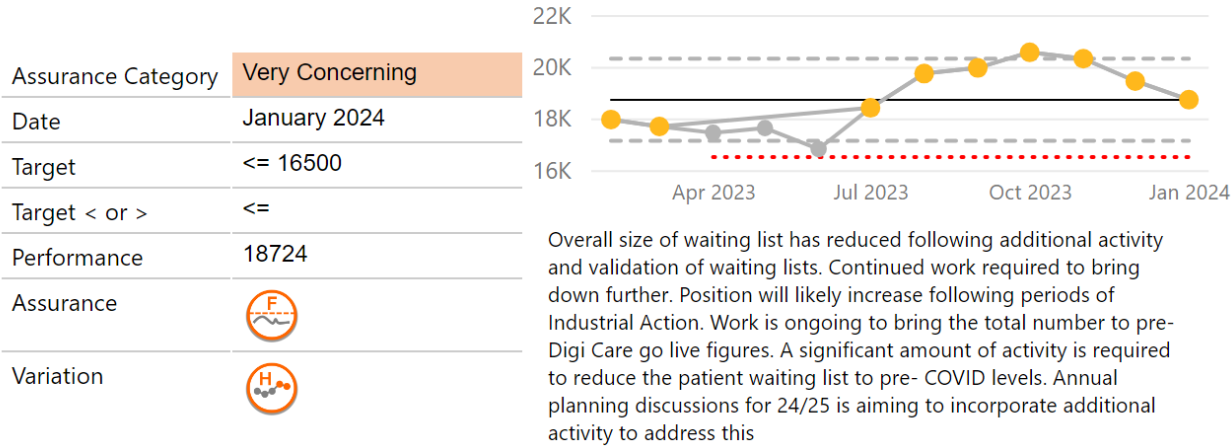 Assurance Category Very Concerning
Date January 2024
Target <= 16500
Target < or > <=
Performance 18724
Assurance F
Variation H
22K
20K
18K
16K
Apr 2023 Jul 2023 Oct 2023 Jan 2024
Overall size of waiting list has reduced following additional activity
and validation of waiting lists. Continued work required to bring
down further. Position will likely increase following periods of
Industrial Action. Work is ongoing to bring the total number to pre-
Digi Care go live figures. A significant amount of activity is required
to reduce the patient waiting list to pre- COVID levels. Annual
planning discussions for 24/25 is aiming to incorporate additional
activity to address this